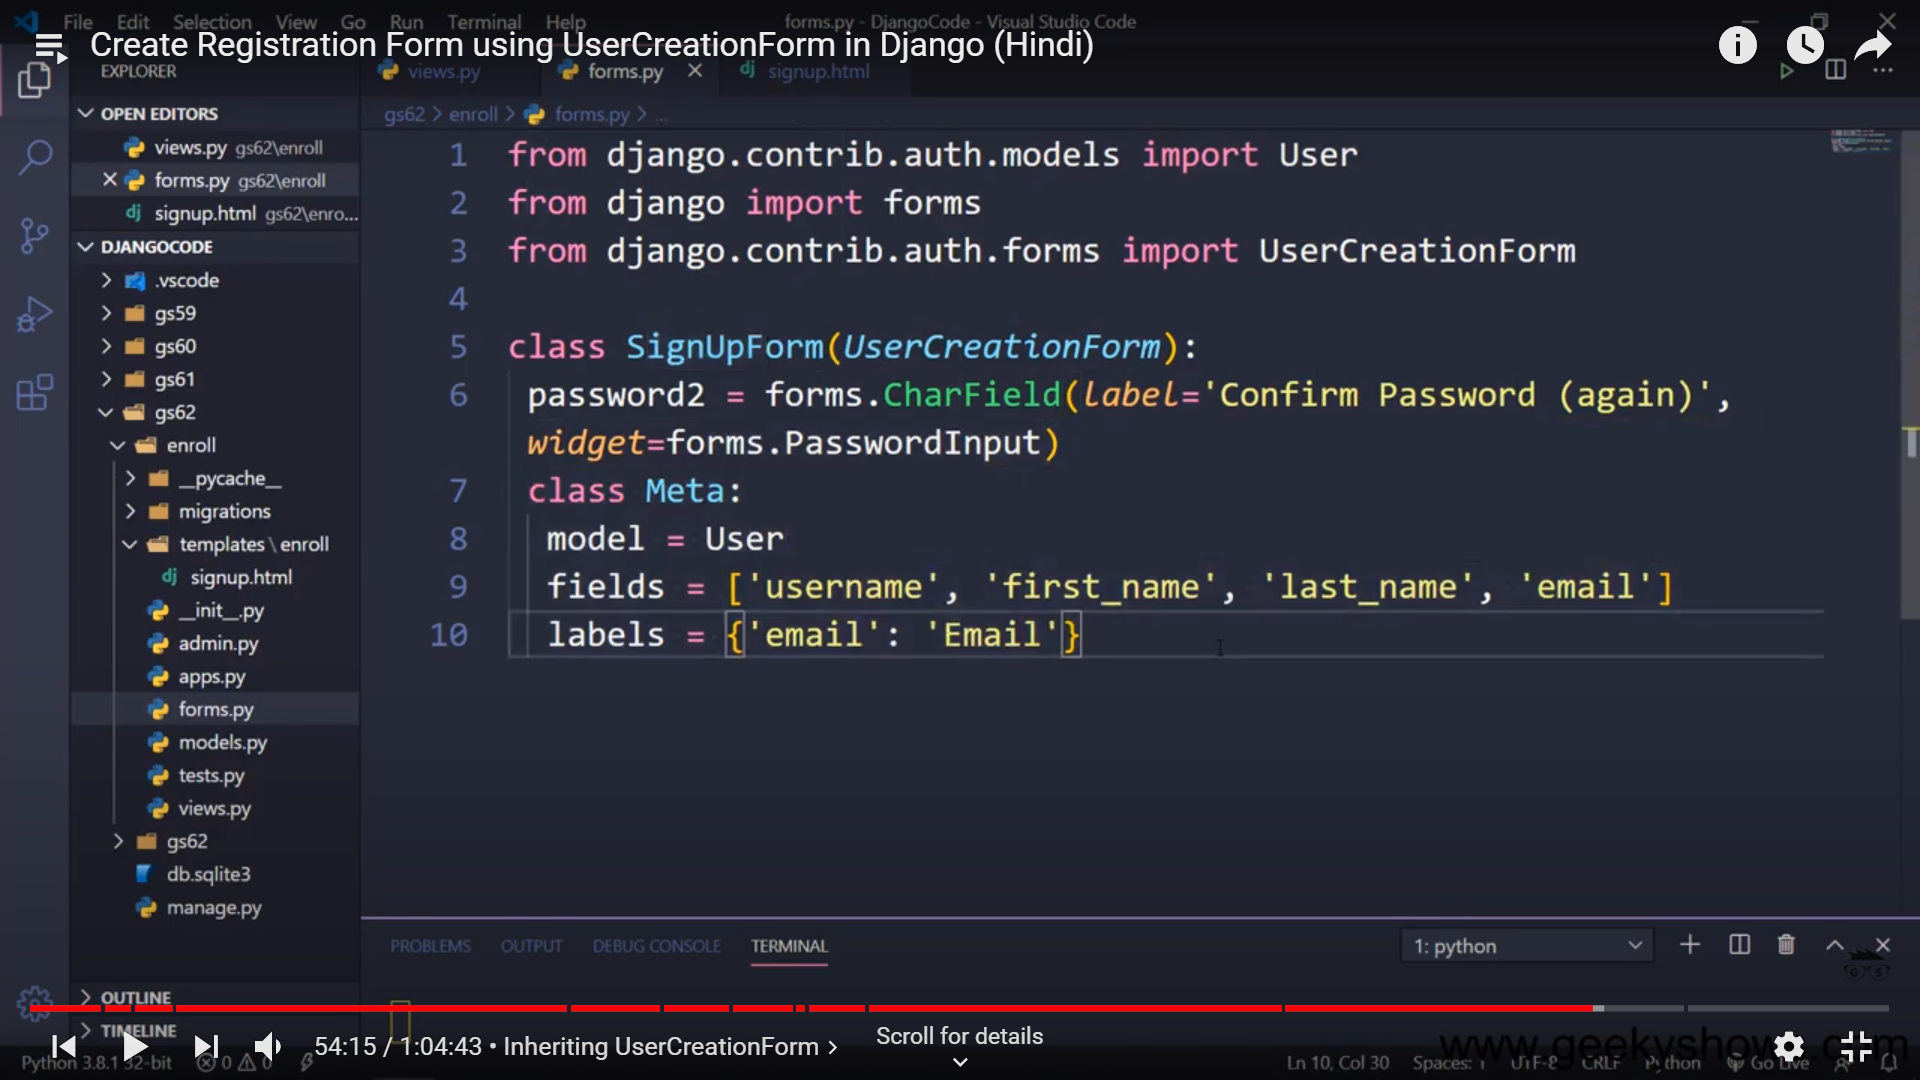 File Edit Selection View Go Run Terminal Help
forms.py - DjangoCode - Visual Studio Code
Create Registration Form using UserCreationForm in Django (Hindi)
EXPLORER
views.py
forms.py
signup.html
OPEN EDITORS
gs62 > enroll > forms.py > ...
views.py gs62\enroll
forms.py gs62\enroll
signup.html gs62\enro...
DJANGOCODE
.vscode
gs59
gs60
gs61
gs62
enroll
__pycache__
migrations
templates \ enroll
signup.html
__init__.py
admin.py
apps.py
forms.py
models.py
tests.py
views.py
gs62
db.sqlite3
manage.py
OUTLINE
TIMELINE
1 from django.contrib.auth.models import User
2 from django import forms
3 from django.contrib.auth.forms import UserCreationForm
4
5 class SignUpForm(UserCreationForm):
6 password2 = forms.CharField(label='Confirm Password (again)',
widget=forms.PasswordInput)
7 class Meta:
8 model = User
9 fields = ['username', 'first_name', 'last_name', 'email']
10 labels = {'email': 'Email'}
PROBLEMS OUTPUT DEBUG CONSOLE TERMINAL
1: python
54:15 / 1:04:43 • Inheriting UserCreationForm >
Scroll for details
Python 3.8.1 32-bit
0
0
Ln 10, Col 30
UTF-8
CRLF
Python
Go Live